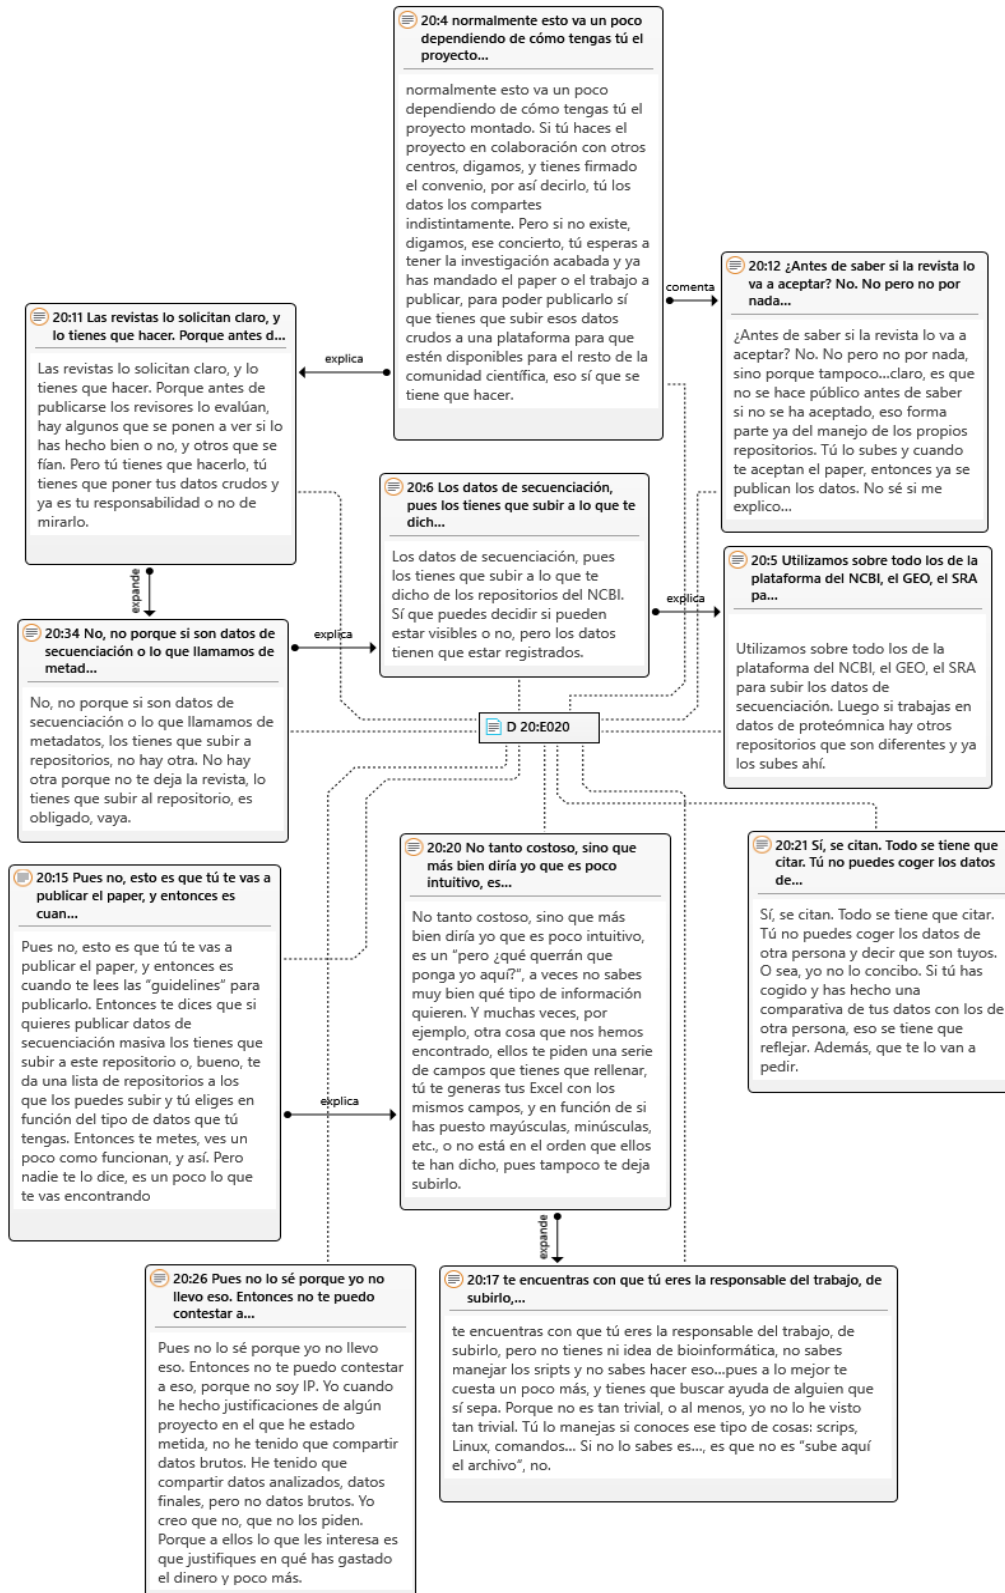 20:4 normalmente esto va un poco
dependiendo de cómo tengas tú el
proyecto...
normalmente esto va un poco
dependiendo de cómo tengas tú el
proyecto montado. Si tú haces el
proyecto en colaboración con otros
centros, digamos, y tienes firmado
el convenio, por así decirlo, tú los
datos los compartes
indistintamente. Pero si no existe,
digamos, ese concierto, tú esperas a
tener la investigación acabada y ya
has mandado el paper o el trabajo a
publicar, para poder publicarlo sí
que tienes que subir esos datos
crudos a una plataforma para que
estén disponibles para el resto de la
comunidad científica, eso sí que se
tiene que hacer.
comenta
20:12 ¿Antes de saber si la revista lo
va a aceptar? No. No pero no por
nada...
¿Antes de saber si la revista lo va a
aceptar? No. No pero no por nada,
sino porque tampoco...claro, es que
no se hace público antes de saber
si no se ha aceptado, eso forma
parte ya del manejo de los propios
repositorios. Tú lo subes y cuando
te aceptan el paper, entonces ya se
publican los datos. No sé si me
explico...
explica
20:11 Las revistas lo solicitan claro, y
lo tienes que hacer. Porque antes d...
Las revistas lo solicitan claro, y lo
tienes que hacer. Porque antes de
publicarse los revisores lo evalúan,
hay algunos que se ponen a ver si lo
has hecho bien o no, y otros que se
fían. Pero tú tienes que hacerlo, tú
tienes que poner tus datos crudos y
ya es tu responsabilidad o no de
mirarlo.
20:6 Los datos de secuenciación,
pues los tienes que subir a lo que te
dich...
Los datos de secuenciación, pues
los tienes que subir a lo que te
dicho de los repositorios del NCBI.
Sí que puedes decidir si pueden
estar visibles o no, pero los datos
tienen que estar registrados.
explica
20:5 Utilizamos sobre todo los de la
plataforma del NCBI, el GEO, el SRA
pa...
Utilizamos sobre todo los de la
plataforma del NCBI, el GEO, el SRA
para subir los datos de
secuenciación. Luego si trabajas en
datos de proteómnica hay otros
repositorios que son diferentes y ya
los subes ahí.
expande
20:34 No, no porque si son datos de
secuenciación o lo que llamamos de
metad...
No, no porque si son datos de
secuenciación o lo que llamamos de
metadatos, los tienes que subir a
repositorios, no hay otra. No hay
otra porque no te deja la revista, lo
tienes que subir al repositorio, es
obligado, vaya.
explica
D 20:E020
20:21 Sí, se citan. Todo se tiene que
citar. Tú no puedes coger los datos
de...
Sí, se citan. Todo se tiene que citar.
Tú no puedes coger los datos de
otra persona y decir que son tuyos.
O sea, yo no lo concibo. Si tú has
cogido y has hecho una
comparativa de tus datos con los de
otra persona, eso se tiene que
reflejar. Además, que te lo van a
pedir.
20:15 Pues no, esto es que tú te vas a
publicar el paper, y entonces es
cuan...
Pues no, esto es que tú te vas a
publicar el paper, y entonces es
cuando te lees las "guidelines" para
publicarlo. Entonces te dices que si
quieres publicar datos de
secuenciación masiva los tienes que
subir a este repositorio o, bueno, te
da una lista de repositorios a los
que los puedes subir y tú eliges en
función del tipo de datos que tú
tengas. Entonces te metes, ves un
poco como funcionan, y así. Pero
nadie te lo dice, es un poco lo que
te vas encontrando
explica
20:20 No tanto costoso, sino que
más bien diría yo que es poco
intuitivo, es...
No tanto costoso, sino que más
bien diría yo que es poco intuitivo,
es un "pero ¿qué querrán que
ponga yo aquí?", a veces no sabes
muy bien qué tipo de información
quieren. Y muchas veces, por
ejemplo, otra cosa que nos hemos
encontrado, ellos te piden una serie
de campos que tienes que rellenar,
tú te generas tus Excel con los
mismos campos, y en función de si
has puesto mayúsculas, minúsculas,
etc., o no está en el orden que ellos
te han dicho, pues tampoco te deja
subirlo.
expande
20:17 te encuentras con que tú eres la responsable del trabajo, de
subirlo,...
te encuentras con que tú eres la responsable del trabajo, de
subirlo, pero no tienes ni idea de bioinformática, no sabes
manejar los sripts y no sabes hacer eso...pues a lo mejor te
cuesta un poco más, y tienes que buscar ayuda de alguien que
sí sepa. Porque no es tan trivial, o al menos, yo no lo he visto
tan trivial. Tú lo manejas si conoces ese tipo de cosas: scrips,
Linux, comandos... Si no lo sabes es..., es que no es "sube aquí
el archivo", no.
20:26 Pues no lo sé porque yo no
llevo eso. Entonces no te puedo
contestar a...
Pues no lo sé porque yo no llevo
eso. Entonces no te puedo contestar
a eso, porque no soy IP. Yo cuando
he hecho justificaciones de algún
proyecto en el que he estado
metida, no he tenido que compartir
datos brutos. He tenido que
compartir datos analizados, datos
finales, pero no datos brutos. Yo
creo que no, que no los piden.
Porque a ellos lo que les interesa es
que justifiques en qué has gastado
el dinero y poco más.